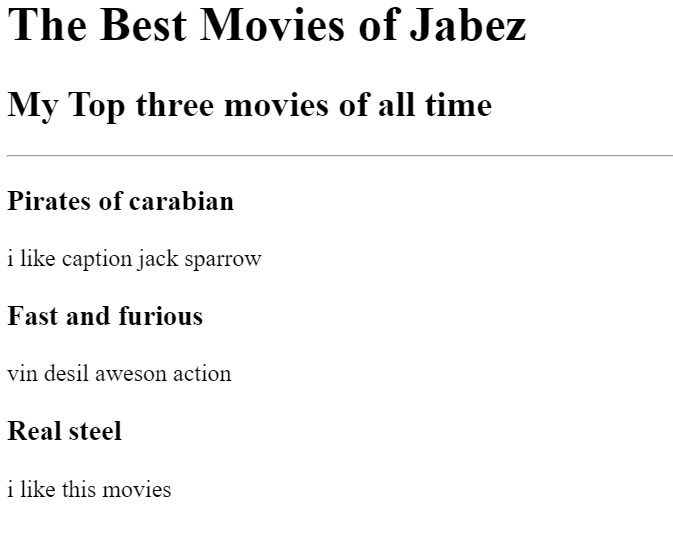 The Best Movies of Jabez
My Top three movies of all time
Pirates of carabian
i like caption jack sparrow
Fast and furious
vin desil aweson action
Real steel
i like this movies